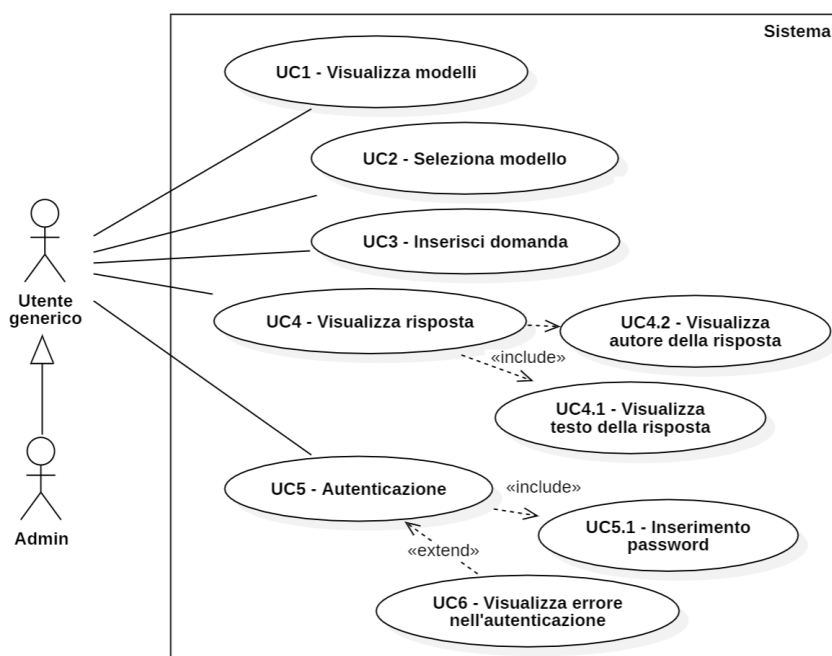 Sistema
UC1 - Visualizza modelli
UC2 - Seleziona modello
UC3 - Inserisci domanda
Utente
generico
UC4 - Visualizza risposta
UC4.2 - Visualizza
autore della risposta
«include»
UC4.1 - Visualizza
testo della risposta
UC5 - Autenticazione
«include»
Admin
UC5.1 - Inserimento
password
«extend»
UC6 - Visualizza errore
nell'autenticazione